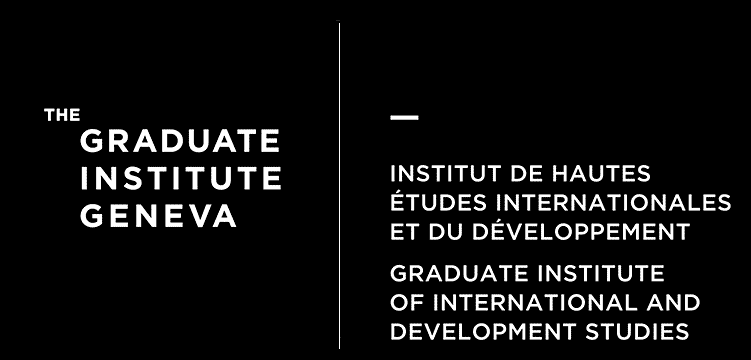 THE
GRADUATE
INSTITUTE
GENEVA
INSTITUT DE HAUTES
ÉTUDES INTERNATIONALES
ET DU DÉVELOPPEMENT
GRADUATE INSTITUTE
OF INTERNATIONAL AND
DEVELOPMENT STUDIES